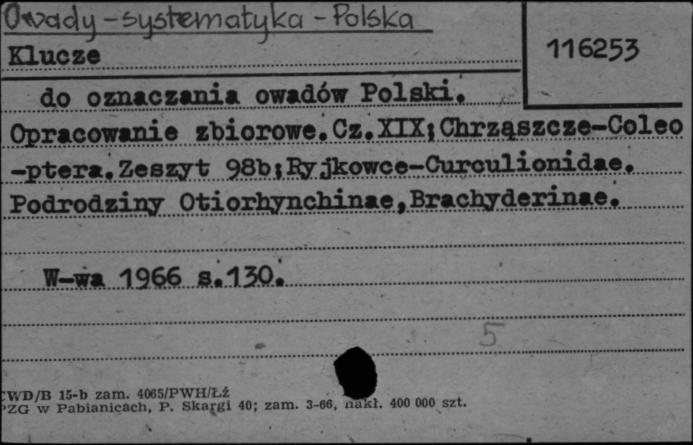 Owady-systematyka-Polska
Klucze
116253
do oznaczania owadów Polski.
Opracowanie zbiorowe.Cz.XIX;Chrząszcze-Coleo
-ptera.Zeszyt 98b;Ryjkowce-Curculionidae.
Podrodziny Otiorhynchinae,Brachyderinae.
W-wa 1966 s.130.
5
CWD/B 15-b zam. 4065/PWH/Łź
PZG w Pabianicach, P. Skargi 40; zam. 3-66, nakł. 400 000 szt.